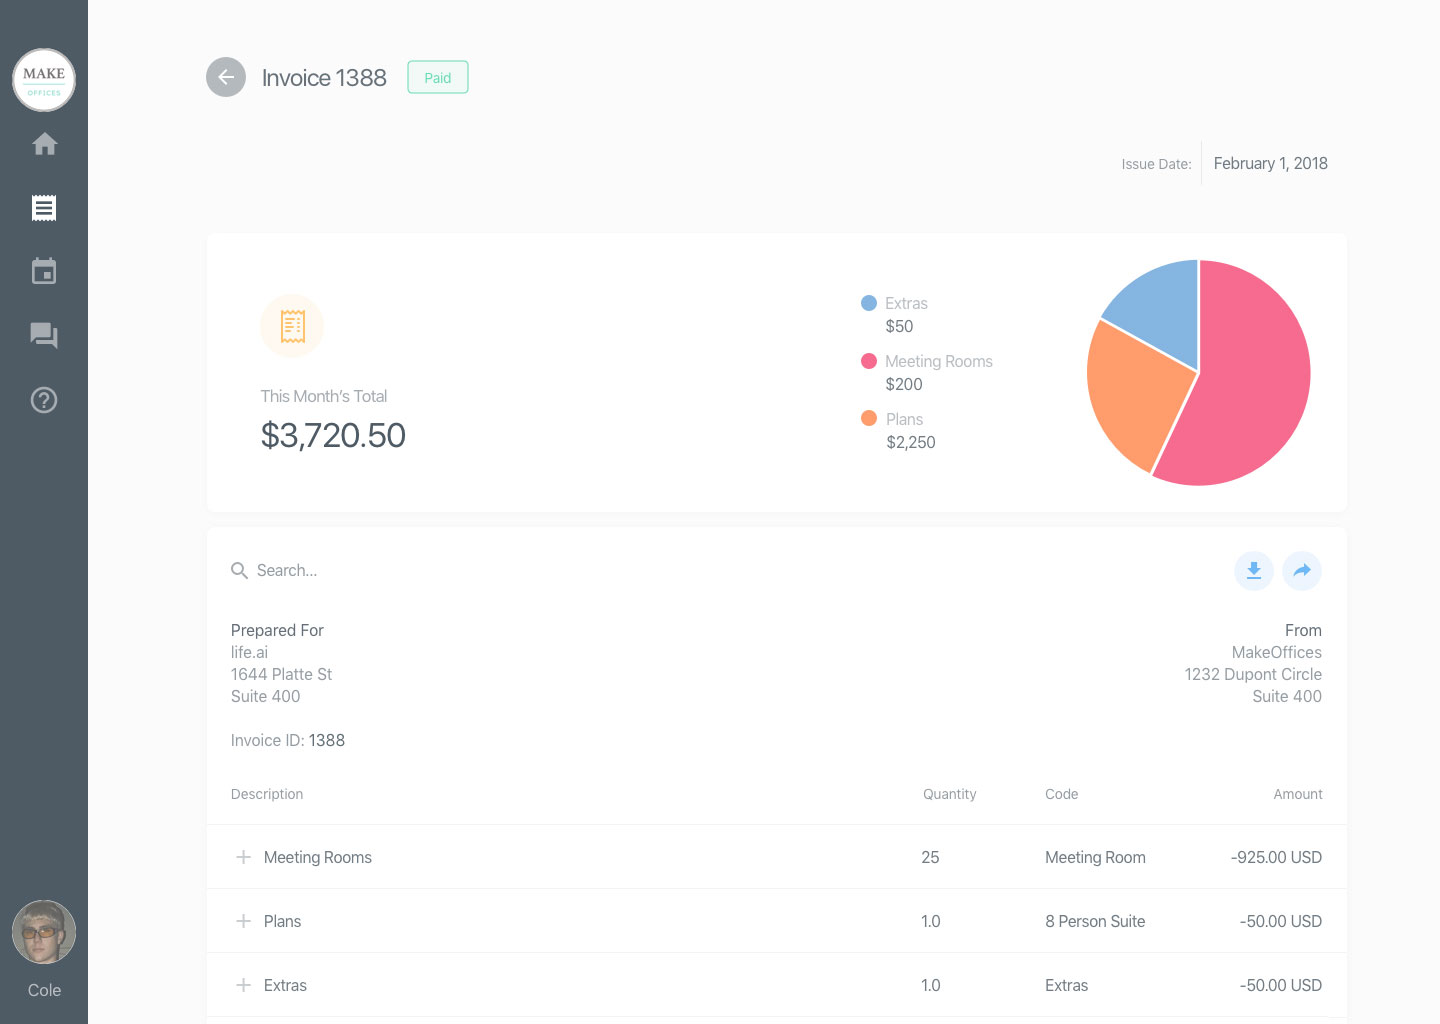 MAKE
OFFICES
Invoice 1388
Paid
Issue Date:
February 1, 2018
This Month's Total
$3,720.50
Extras
$50
Meeting Rooms
$200
Plans
$2,250
Search...
Prepared For
life.ai
1644 Platte St
Suite 400
From
MakeOffices
1232 Dupont Circle
Suite 400
Invoice ID: 1388
Description Quantity Code Amount
Meeting Rooms 25 Meeting Room -925.00 USD
Plans 1.0 8 Person Suite -50.00 USD
Extras 1.0 Extras -50.00 USD
Cole